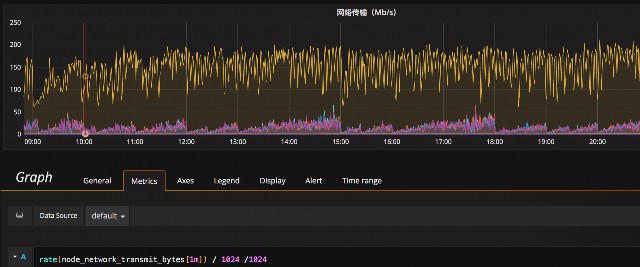 网络传输（Mb/s）
250
200
150
100
50
0
09:00 10:00 11:00 12:00 13:00 14:00 15:00 16:00 17:00 18:00 19:00 20:00
Graph General Metrics Axes Legend Display Alert Time range
Data Source default
A rate(node_network_transmit_bytes[1m]) / 1024 /1024